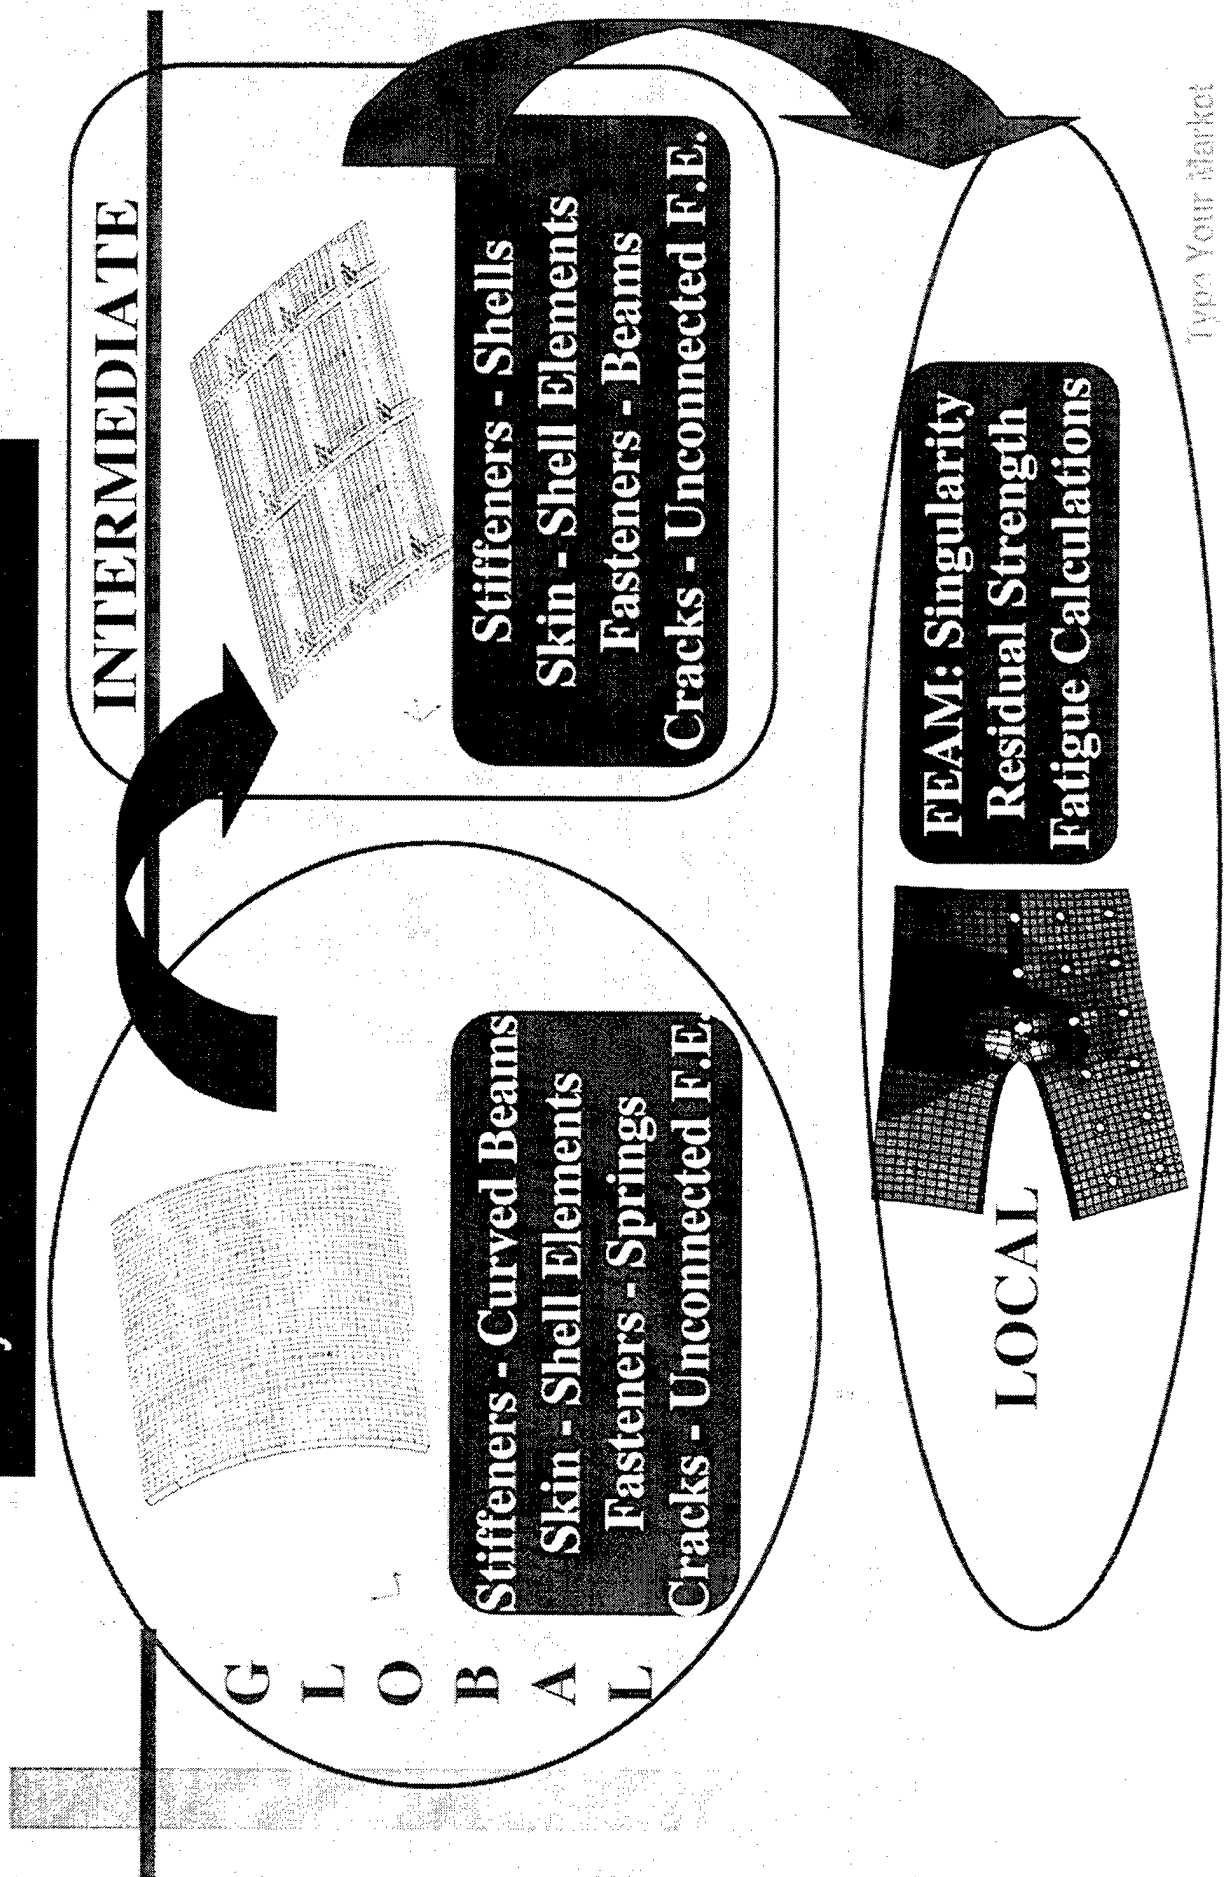 INTERMEDIATE
Stiffeners - Shells
Skin - Shell Elements
Fasteners - Beams
Cracks - Unconnected F.E.
G
L
O
B
A
L
Stiffeners - Curved Beams
Skin - Shell Elements
Fasteners - Springs
Cracks - Unconnected F.E.
LOCAL
FEAM: Singularity
Residual Strength
Fatigue Calculations
Type Your Market